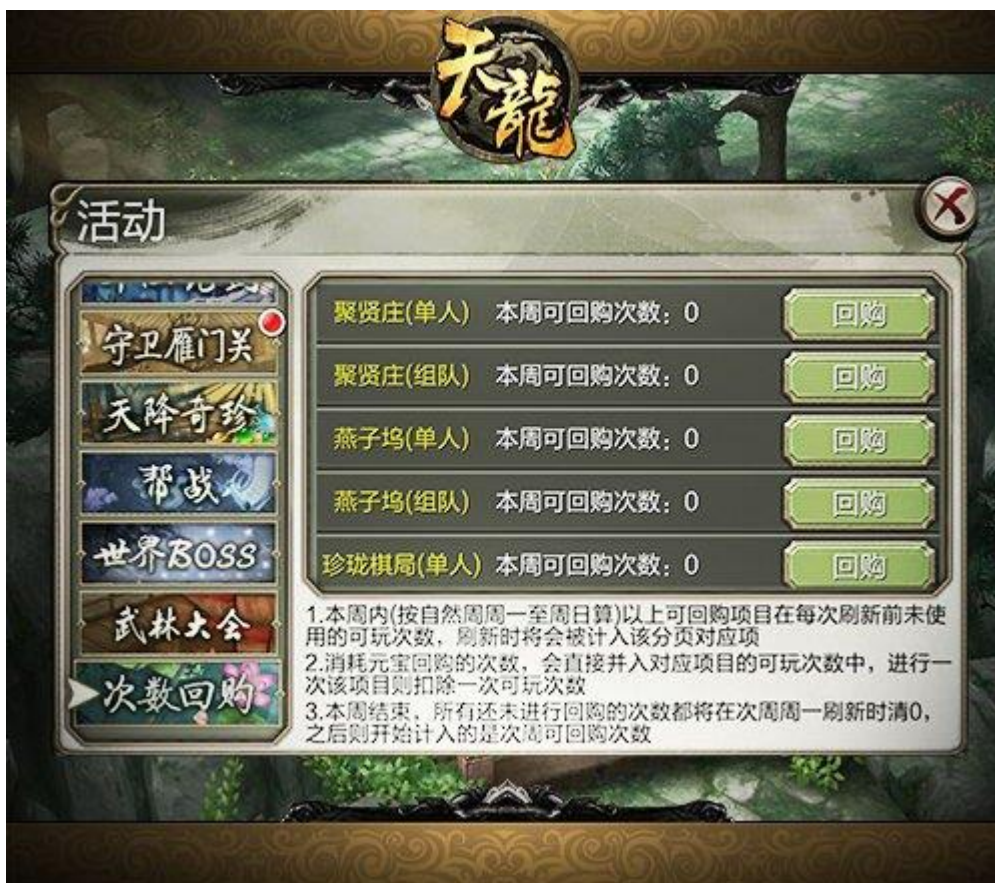 天龍
活动
守卫雁门关
天降奇珍
帮战
世界BOSS
武林大会
次数回购
聚贤庄(单人) 本周可回购次数：0 回购
聚贤庄(组队) 本周可回购次数：0 回购
燕子坞(单人) 本周可回购次数：0 回购
燕子坞(组队) 本周可回购次数：0 回购
珍珑棋局(单人) 本周可回购次数：0 回购
1.本周内(按自然周周一至周日算)以上可回购项目在每次刷新前未使
用的可玩次数，刷新时将会被计入该分页对应项
2.消耗元宝回购的次数，会直接并入对应项目的可玩次数中，进行一
次该项目则扣除一次可玩次数
3.本周结束，所有还未进行回购的次数都将在次周周一刷新时清0，
之后则开始计入的是次周可回购次数